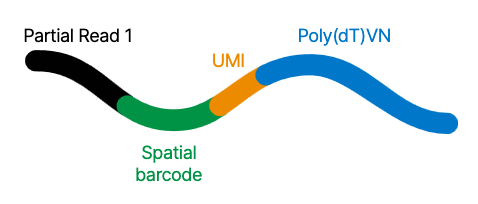 Partial Read 1
UMI
Poly(dT)VN
Spatial
barcode